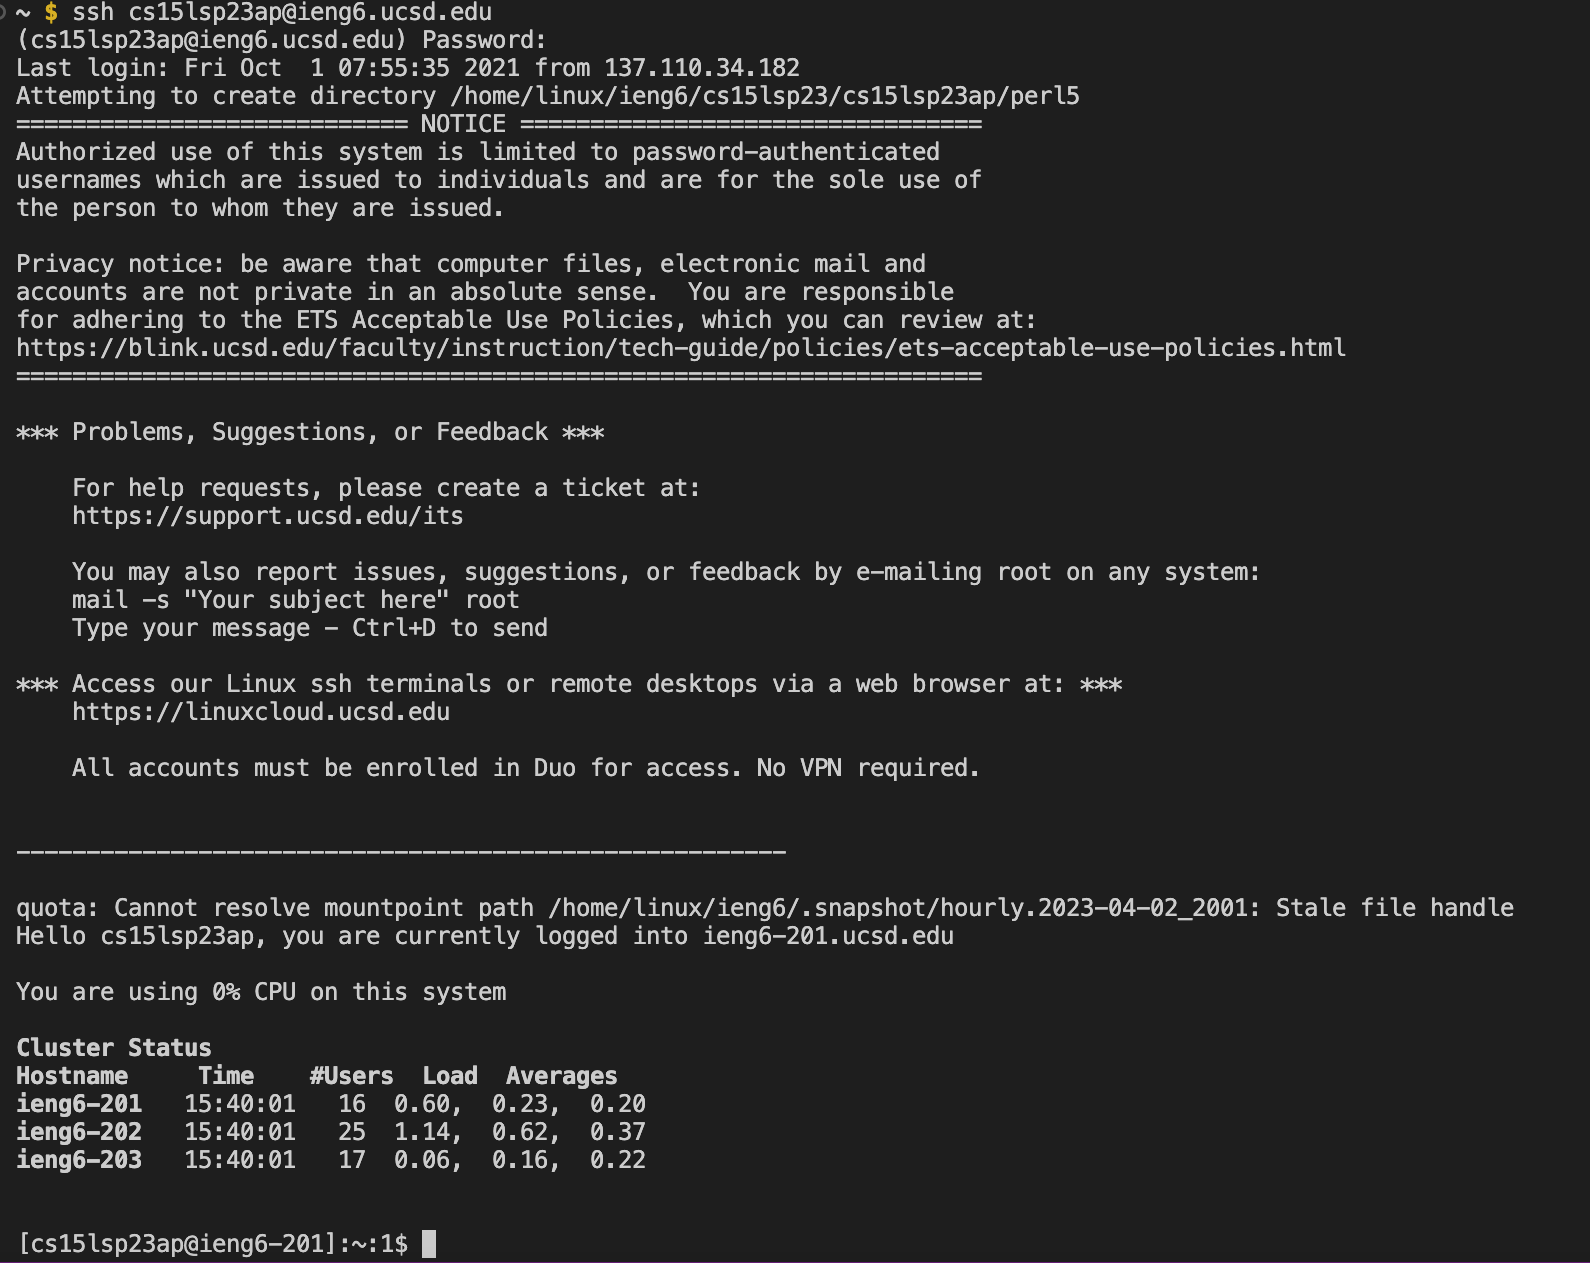 ~ $ ssh cs15lsp23ap@ieng6.ucsd.edu
(cs15lsp23ap@ieng6.ucsd.edu) Password:
Last login: Fri Oct  1 07:55:35 2021 from 137.110.34.182
Attempting to create directory /home/linux/ieng6/cs15lsp23/cs15lsp23ap/perl5
============================ NOTICE =================================
Authorized use of this system is limited to password-authenticated
usernames which are issued to individuals and are for the sole use of
the person to whom they are issued.

Privacy notice: be aware that computer files, electronic mail and
accounts are not private in an absolute sense.  You are responsible
for adhering to the ETS Acceptable Use Policies, which you can review at:
https://blink.ucsd.edu/faculty/instruction/tech-guide/policies/ets-acceptable-use-policies.html
=====================================================================

*** Problems, Suggestions, or Feedback ***

    For help requests, please create a ticket at:
    https://support.ucsd.edu/its

    You may also report issues, suggestions, or feedback by e-mailing root on any system:
    mail -s "Your subject here" root
    Type your message - Ctrl+D to send

*** Access our Linux ssh terminals or remote desktops via a web browser at: ***
    https://linuxcloud.ucsd.edu

    All accounts must be enrolled in Duo for access. No VPN required.

-------------------------------------------------------

quota: Cannot resolve mountpoint path /home/linux/ieng6/.snapshot/hourly.2023-04-02_2001: Stale file handle
Hello cs15lsp23ap, you are currently logged into ieng6-201.ucsd.edu

You are using 0% CPU on this system

Cluster Status
Hostname     Time    #Users  Load  Averages
ieng6-201   15:40:01   16  0.60,  0.23,  0.20
ieng6-202   15:40:01   25  1.14,  0.62,  0.37
ieng6-203   15:40:01   17  0.06,  0.16,  0.22

[cs15lsp23ap@ieng6-201]:~:1$